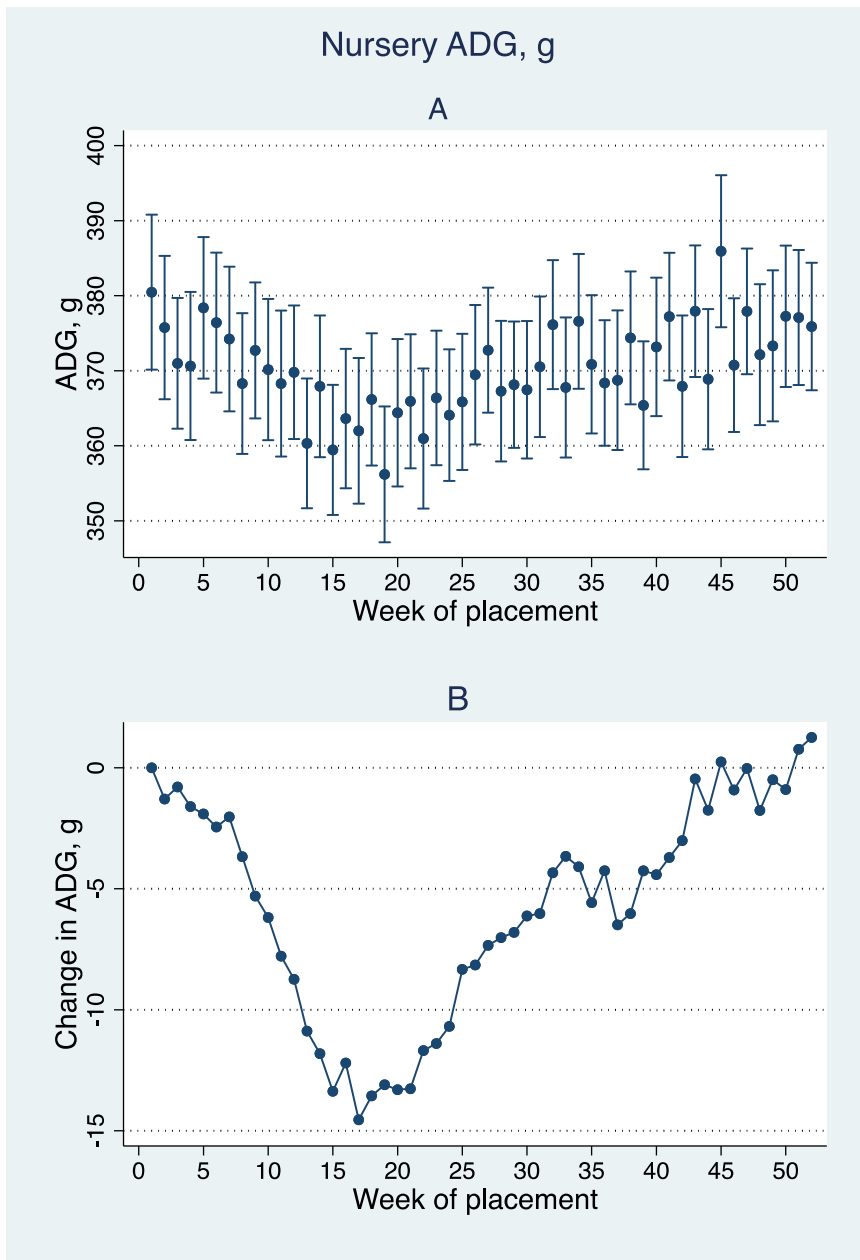 Nursery ADG, g
A
ADG, g
400
390
380
370
360
350
0 5 10 15 20 25 30 35 40 45 50
Week of placement
B
Change in ADG, g
0
-5
-10
-15
0 5 10 15 20 25 30 35 40 45 50
Week of placement